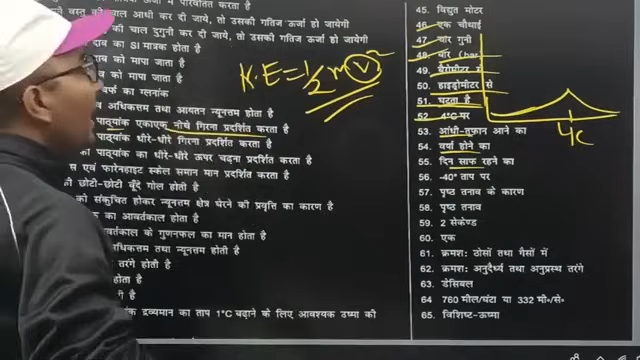 ऊर्जा में परिवर्तित करता है
वस्तु की चाल आधी कर दी जाये, तो उसकी गतिज ऊर्जा हो जायेगी
की चाल दुगुनी कर दी जाय, तो उसकी गतिज ऊर्जा हो जायेगी
दाब का SI मात्रक होता है
को मापा जाता है
व को मापा जाता है
र्फ का गलनांक
अधिकतम तथा आयतन न्यूनतम होता है
पाठ्यांक एकाएक नीचे गिरना प्रदर्शित करता है
पाठ्यांक धीरे-धीरे गिरना प्रदर्शित करता है
पाठ्यांक का धीरे-धीरे ऊपर चढ़ना प्रदर्शित करता है
स एवं फारेनहाइट स्केल समान मान प्रदर्शित करता है
की छोटी-छोटी बूँदें गोल होती है
को संकुचित होकर न्यूनतम क्षेत्र घेरने की प्रवृत्ति का कारण है
क का आवर्तकाल होता है
आवर्तकाल के गुणनफल का मान होता है
अधिकतम तथा न्यूनतम होती है
तरंगे होती है
होता है
ी है
क द्रव्यमान का ताप 1°C बढ़ाने के लिए आवश्यक उष्मा की
K.E = ½ m v²
45. विद्युत मोटर
46. एक चौथाई
47. चार गुनी
48. बार (bar
49. बैरोमीटर से
50. हाइड्रोमीटर से
51. घटता है
52. 4°C पर
53. आंधी-तूफान आने का
54. वर्षा होने का
55. दिन साफ रहने का
56. -40° ताप पर
57. पृष्ठ तनाव के कारण
58. पृष्ठ तनाव
59. 2 सेकेण्ड
60. एक
61. क्रमशः ठोसों तथा गैसों में
62. क्रमशः अनुदैर्ध्य तथा अनुप्रस्थ तरंगे
63. डेसिबल
64 760 मील/घंटा या 332 मी०/से०
65. विशिष्ट-ऊष्मा
4c